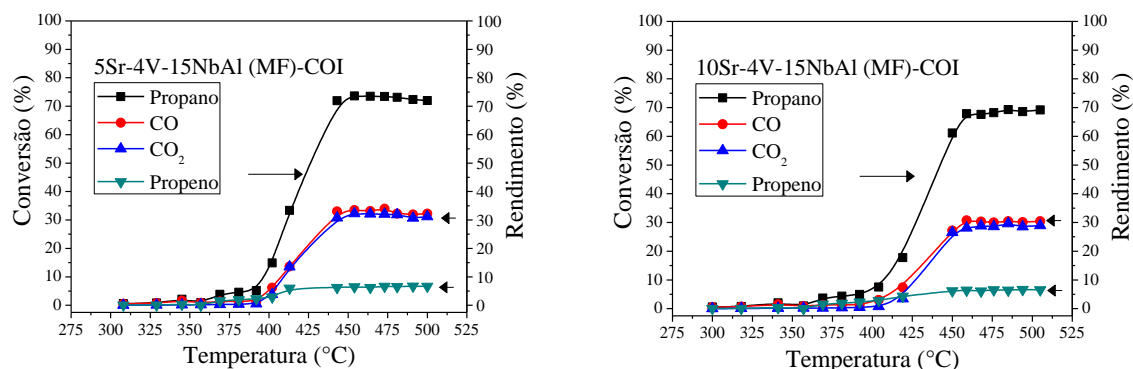 5Sr-4V-15NbAl (MF)-COI
Propano
CO
CO₂
Propeno
Conversão (%)
100
90
80
70
60
50
40
30
20
10
0
Rendimento (%)
100
90
80
70
60
50
40
30
20
10
0
275 300 325 350 375 400 425 450 475 500 525
Temperatura (°C)
10Sr-4V-15NbAl (MF)-COI
Propano
CO
CO₂
Propeno
Conversão (%)
100
90
80
70
60
50
40
30
20
10
0
Rendimento (%)
100
90
80
70
60
50
40
30
20
10
0
275 300 325 350 375 400 425 450 475 500 525
Temperatura (°C)